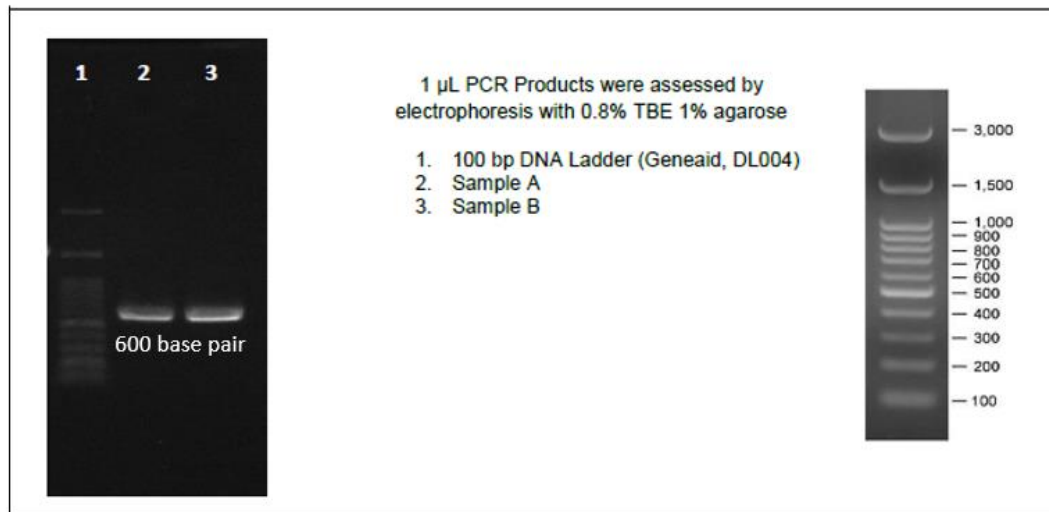 1 2 3
600 base pair
1 µL PCR Products were assessed by
electrophoresis with 0.8% TBE 1% agarose
1. 100 bp DNA Ladder (Geneaid, DL004)
2. Sample A
3. Sample B
3,000
1,500
1,000
900
800
700
600
500
400
300
200
100